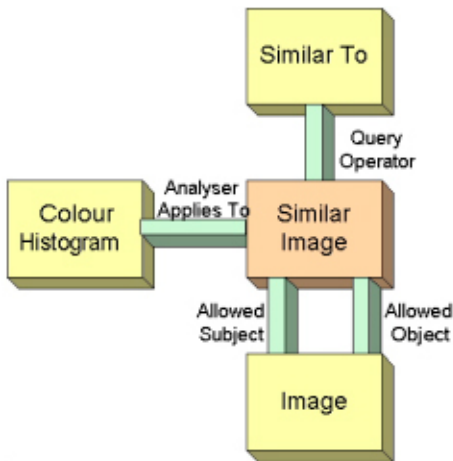 Similar To
Query
Operator
Analyser
Applies To
Colour
Histogram
Similar
Image
Allowed
Subject
Allowed
Object
Image